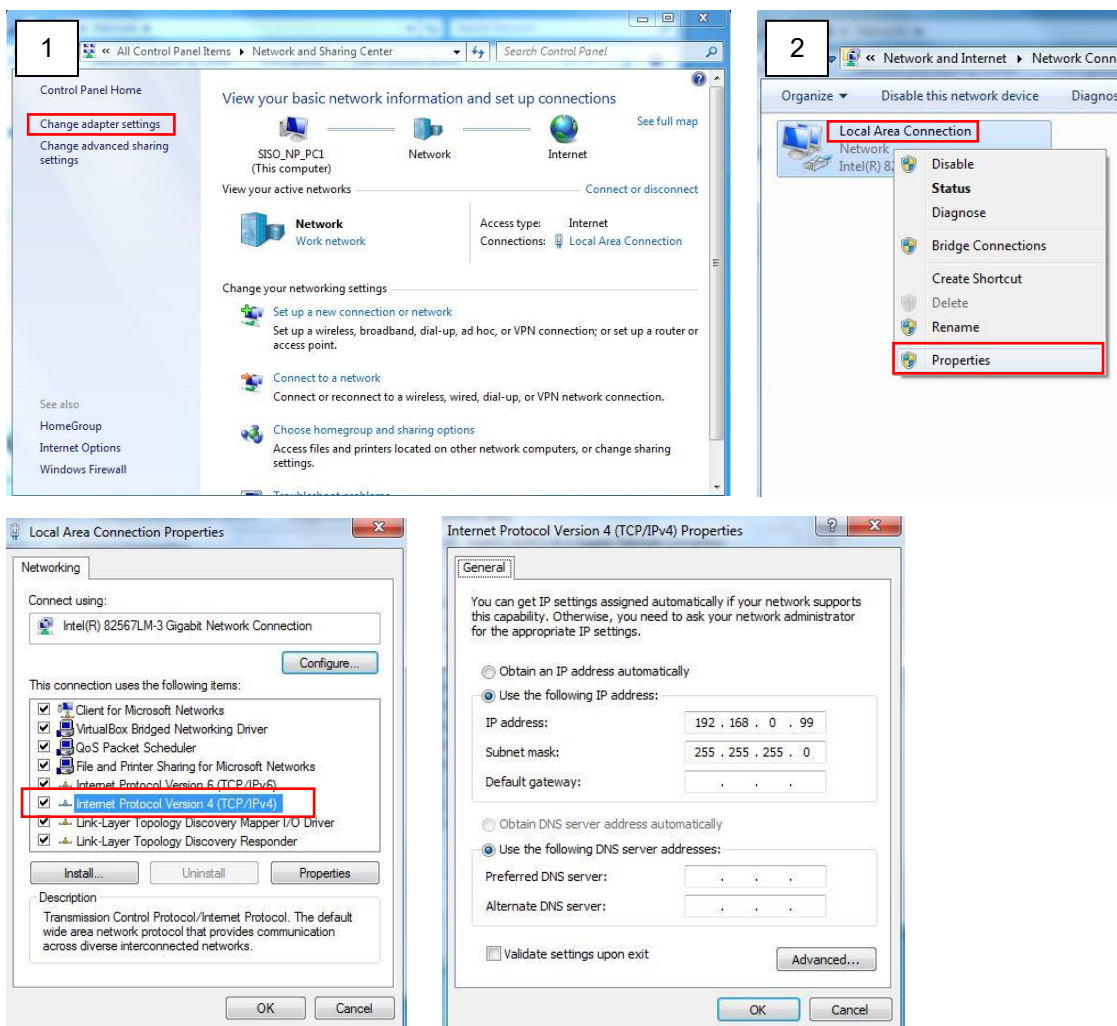 1
« All Control Panel Items ▸ Network and Sharing Center
Search Control Panel
Control Panel Home
Change adapter settings
Change advanced sharing
settings
See also
HomeGroup
Internet Options
Windows Firewall
View your basic network information and set up connections
See full map
SISO_NP_PC1
(This computer)
Network
Internet
View your active networks
Connect or disconnect
Network
Work network
Access type: Internet
Connections: Local Area Connection
Change your networking settings
Set up a new connection or network
Set up a wireless, broadband, dial-up, ad hoc, or VPN connection; or set up a router or
access point.
Connect to a network
Connect or reconnect to a wireless, wired, dial-up, or VPN network connection.
Choose homegroup and sharing options
Access files and printers located on other network computers, or change sharing
settings.
Troubleshoot problems
2
« Network and Internet ▸ Network Conn
Organize
Disable this network device
Diagnos
Local Area Connection
Network
Intel(R) 82
Disable
Status
Diagnose
Bridge Connections
Create Shortcut
Delete
Rename
Properties
Local Area Connection Properties
Networking
Connect using:
Intel(R) 82567LM-3 Gigabit Network Connection
Configure...
This connection uses the following items:
Client for Microsoft Networks
VirtualBox Bridged Networking Driver
QoS Packet Scheduler
File and Printer Sharing for Microsoft Networks
Internet Protocol Version 6 (TCP/IPv6)
Internet Protocol Version 4 (TCP/IPv4)
Link-Layer Topology Discovery Mapper I/O Driver
Link-Layer Topology Discovery Responder
Install...
Uninstall
Properties
Description
Transmission Control Protocol/Internet Protocol. The default
wide area network protocol that provides communication
across diverse interconnected networks.
OK
Cancel
Internet Protocol Version 4 (TCP/IPv4) Properties
General
You can get IP settings assigned automatically if your network supports
this capability. Otherwise, you need to ask your network administrator
for the appropriate IP settings.
Obtain an IP address automatically
Use the following IP address:
IP address: 192 . 168 . 0 . 99
Subnet mask: 255 . 255 . 255 . 0
Default gateway: . . .
Obtain DNS server address automatically
Use the following DNS server addresses:
Preferred DNS server: . . .
Alternate DNS server: . . .
Validate settings upon exit
Advanced...
OK
Cancel